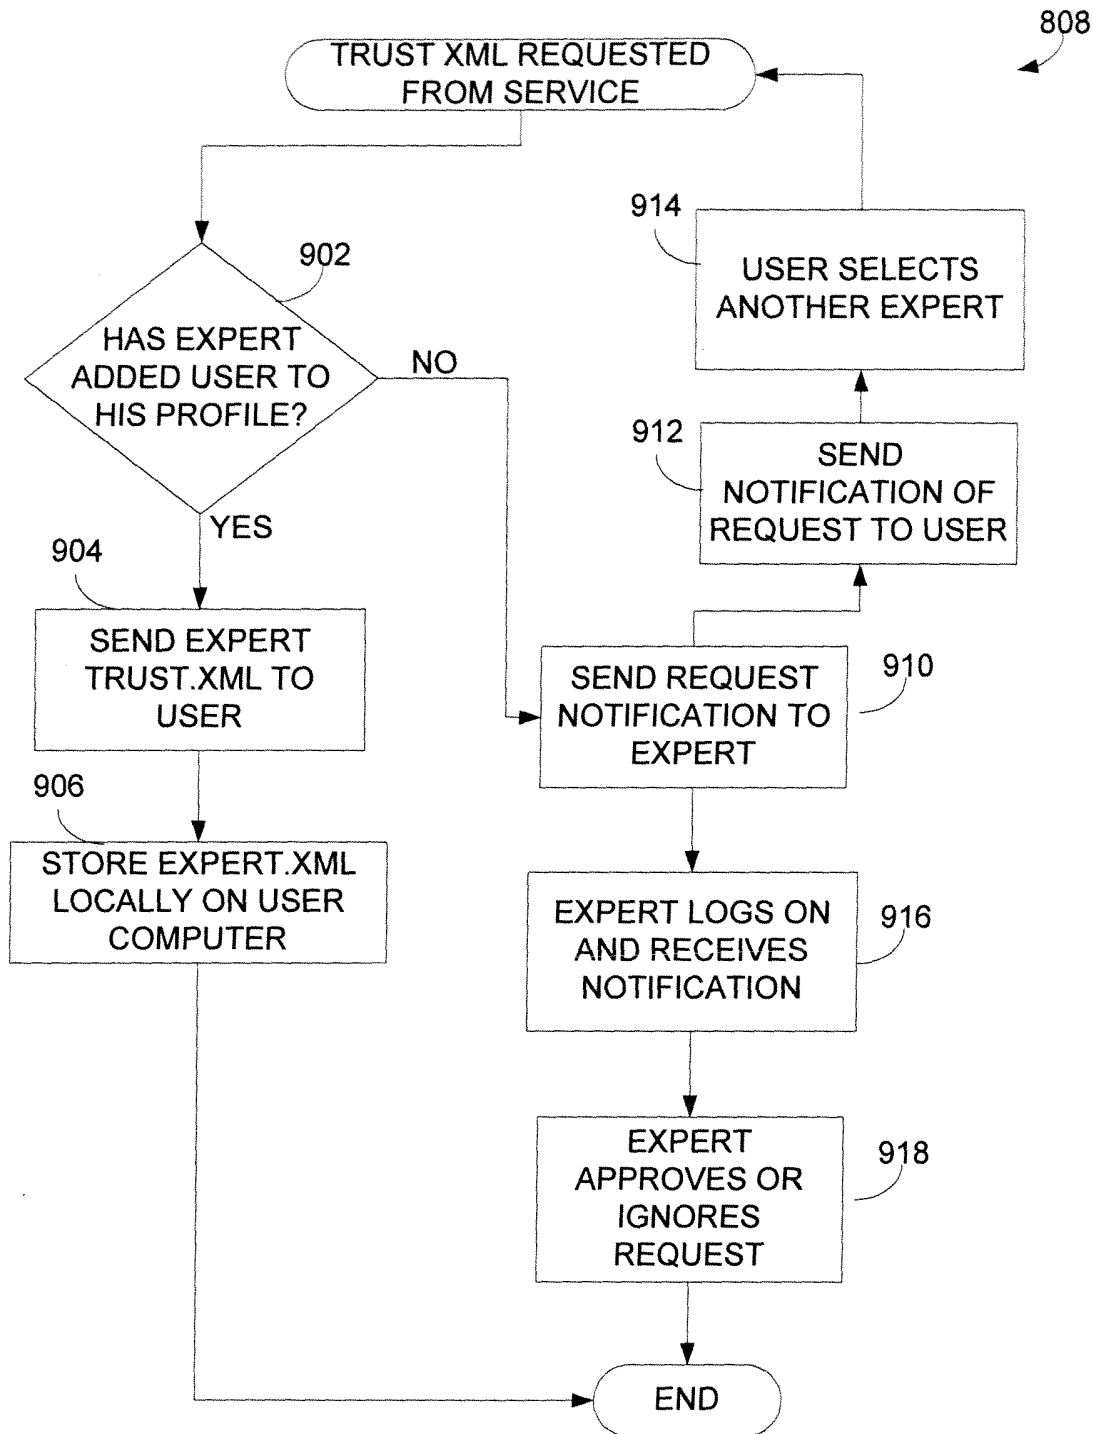 808
TRUST XML REQUESTED
FROM SERVICE
902
HAS EXPERT
ADDED USER TO
HIS PROFILE?
NO
YES
904
SEND EXPERT
TRUST.XML TO
USER
906
STORE EXPERT.XML
LOCALLY ON USER
COMPUTER
914
USER SELECTS
ANOTHER EXPERT
912
SEND
NOTIFICATION OF
REQUEST TO USER
SEND REQUEST
NOTIFICATION TO
EXPERT
910
EXPERT LOGS ON
AND RECEIVES
NOTIFICATION
916
EXPERT
APPROVES OR
IGNORES
REQUEST
918
END